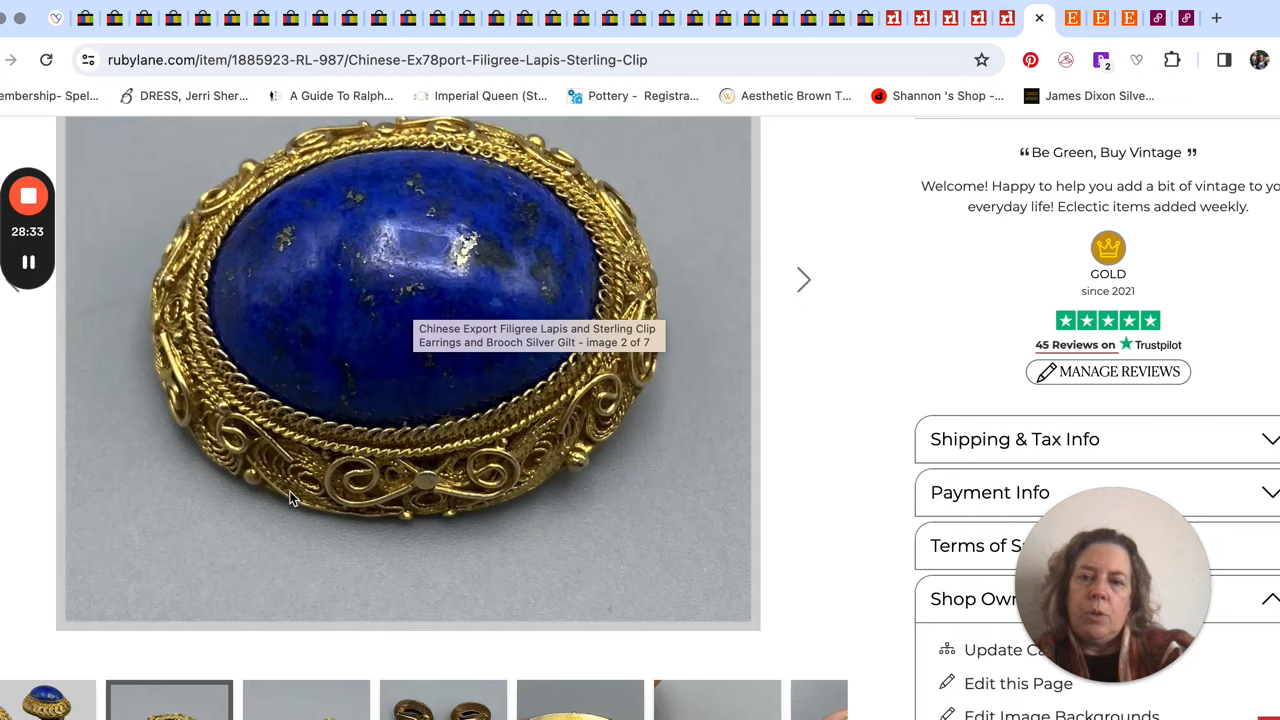 rubylane.com/item/1885923-RL-987/Chinese-Ex78port-Filigree-Lapis-Sterling-Clip
2
embership- Spel...
DRESS, Jerri Sher...
A Guide To Ralph...
Imperial Queen (St...
Pottery - Registra...
Aesthetic Brown T...
Shannon 's Shop -...
James Dixon Silve...
28:33
Chinese Export Filigree Lapis and Sterling Clip
Earrings and Brooch Silver Gilt - image 2 of 7
“Be Green, Buy Vintage ”
Welcome! Happy to help you add a bit of vintage to yo
everyday life! Eclectic items added weekly.
GOLD
since 2021
45 Reviews on Trustpilot
MANAGE REVIEWS
Shipping & Tax Info
Payment Info
Terms of S
Shop Own
Update Ca
Edit this Page
Edit Image Backgrounds